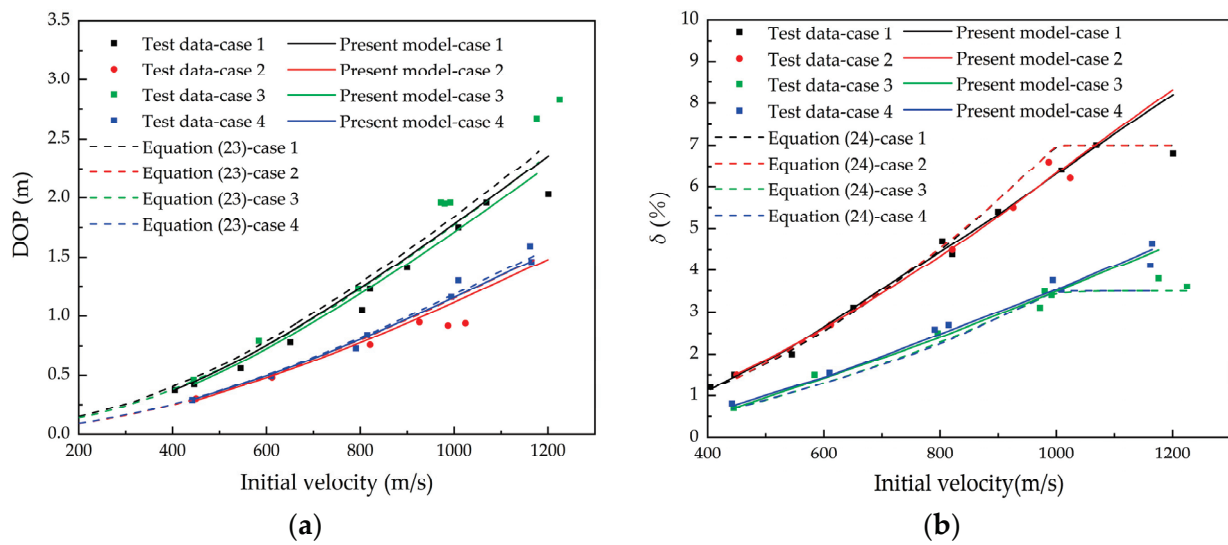 3.5
3.0
2.5
2.0
1.5
1.0
0.5
0.0
DOP (m)
200 400 600 800 1000 1200
Initial velocity (m/s)
Test data-case 1
Test data-case 2
Test data-case 3
Test data-case 4
Present model-case 1
Present model-case 2
Present model-case 3
Present model-case 4
Equation (23)-case 1
Equation (23)-case 2
Equation (23)-case 3
Equation (23)-case 4
(a)
10
9
8
7
6
5
4
3
2
1
0
δ (%)
400 600 800 1000 1200
Initial velocity(m/s)
Test data-case 1
Test data-case 2
Test data-case 3
Test data-case 4
Present model-case 1
Present model-case 2
Present model-case 3
Present model-case 4
Equation (24)-case 1
Equation (24)-case 2
Equation (24)-case 3
Equation (24)-case 4
(b)